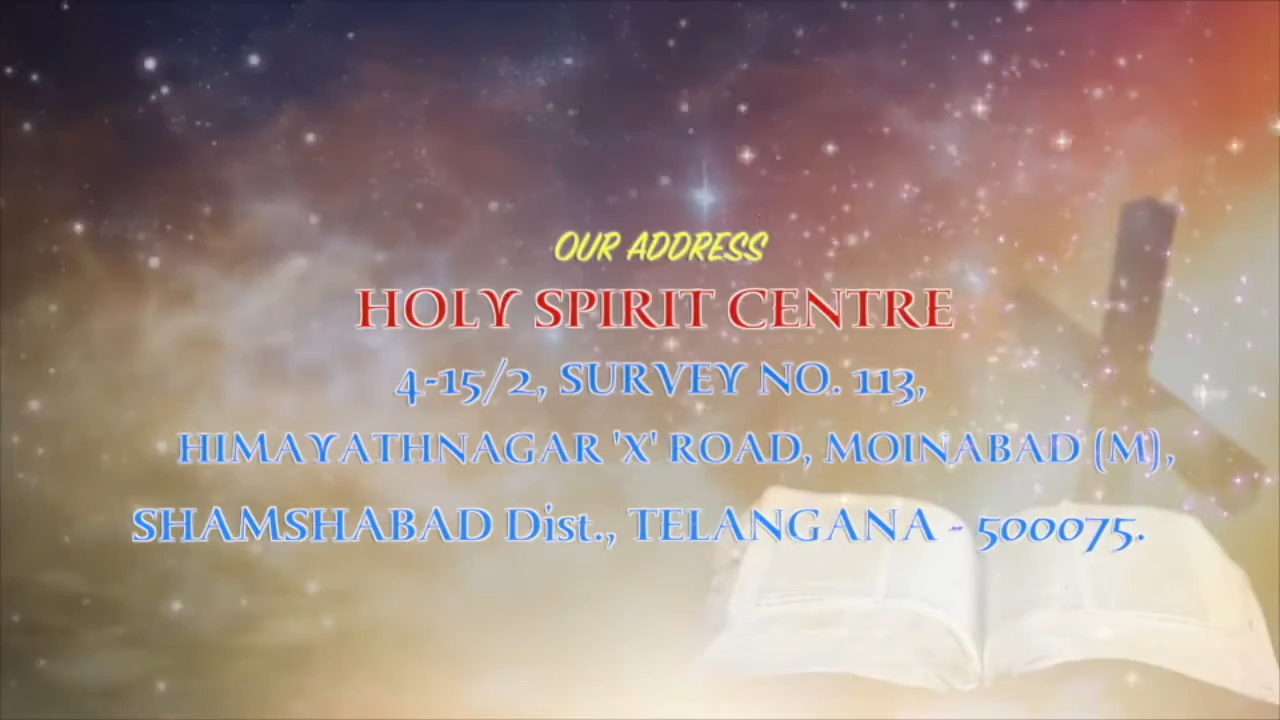 OUR ADDRESS
HOLY SPIRIT CENTRE
4-15/2, SURVEY NO. 113,
HIMAYATHNAGAR 'X' ROAD, MOINABAD (M),
SHAMSHABAD Dist., TELANGANA - 500075.